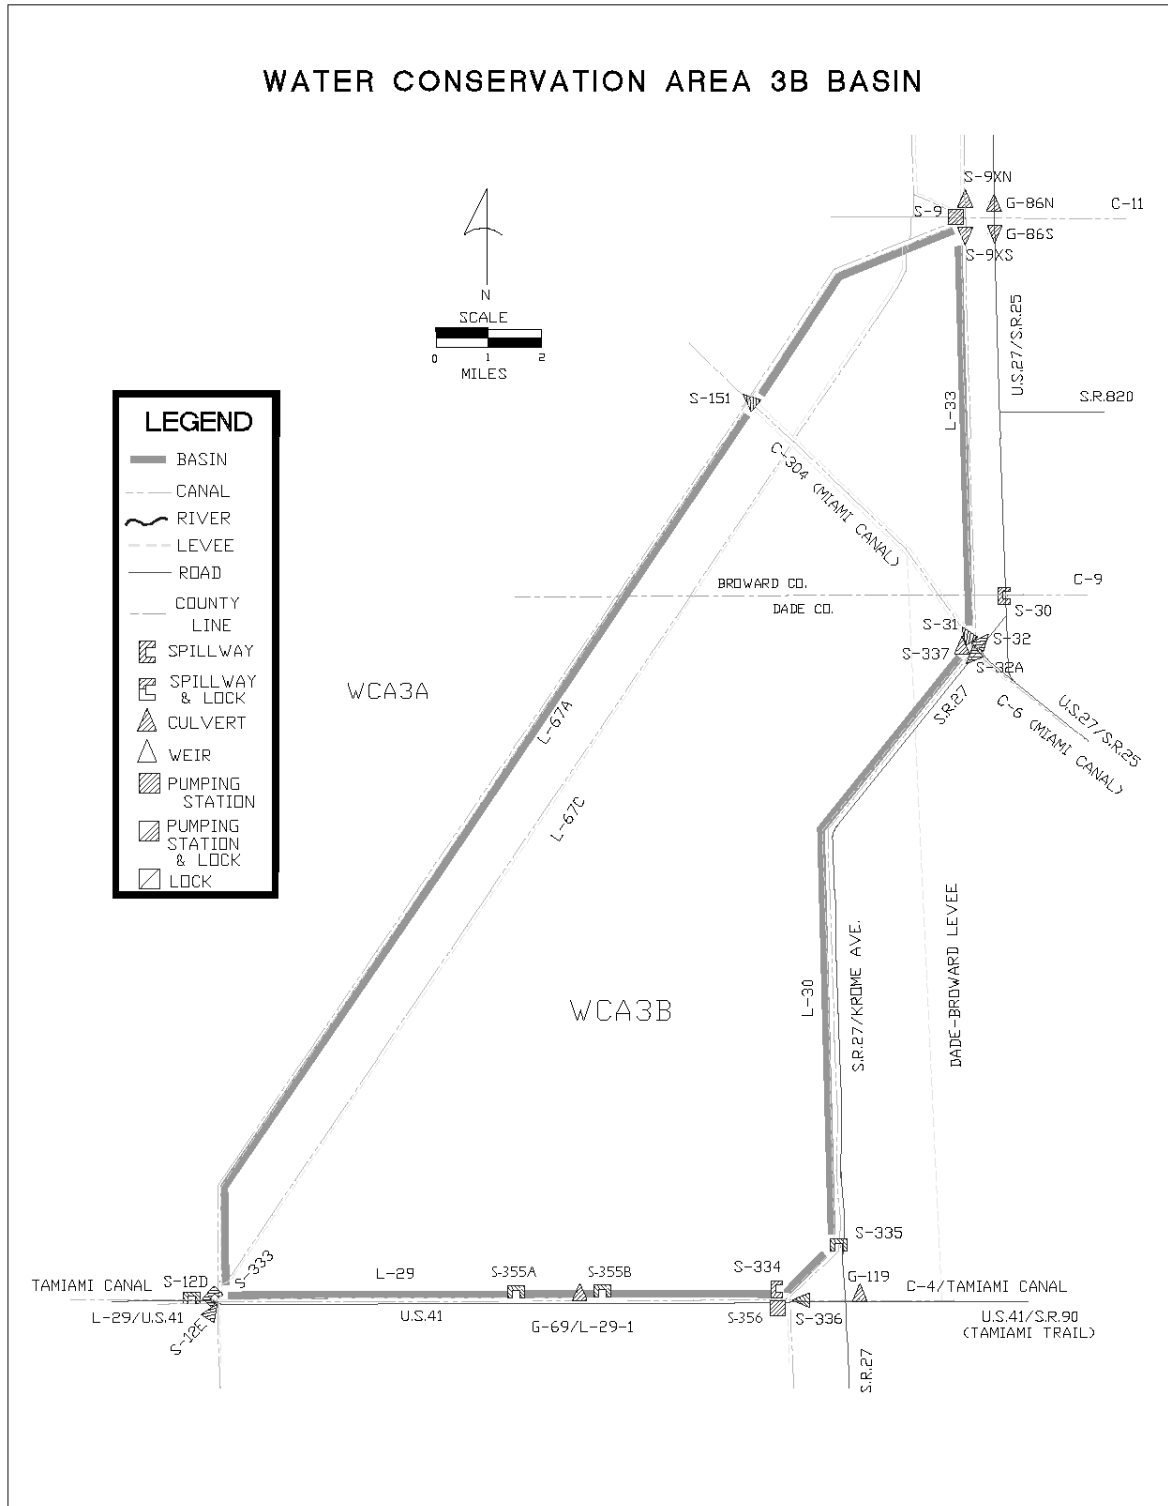 WATER CONSERVATION AREA 3B BASIN
S-9XN
G-86N
S-9
C-11
G-86S
S-9XS
N
SCALE
0 1 2
MILES
U.S.27/S.R.25
S.R.820
L-33
S-151
C-304 (MIAMI CANAL)
LEGEND
BASIN
CANAL
RIVER
LEVEE
ROAD
COUNTY
LINE
SPILLWAY
SPILLWAY
& LOCK
CULVERT
WEIR
PUMPING
STATION
PUMPING
STATION
& LOCK
LOCK
BROWARD CO.
DADE CO.
C-9
S-30
S-31
S-32
S-337
S-32A
S.R.27
U.S.27/S.R.25
C-6 (MIAMI CANAL)
WCA3A
L-67A
L-67C
WCA3B
L-30
S.R.27/KROME AVE.
DADE-BROWARD LEVEE
S-335
S-333
S-12D
TAMIAMI CANAL
L-29
S-355A
S-355B
S-334
G-119
C-4/TAMIAMI CANAL
L-29/U.S.41
S-12E
U.S.41
G-69/L-29-1
S-356
S-336
U.S.41/S.R.90
(TAMIAMI TRAIL)
S.R.27